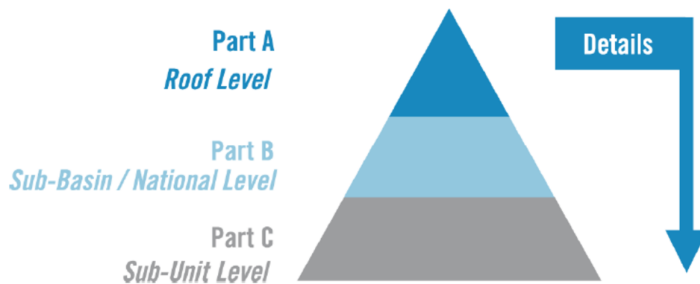 Part A
Roof Level
Details
Part B
Sub-Basin / National Level
Part C
Sub-Unit Level